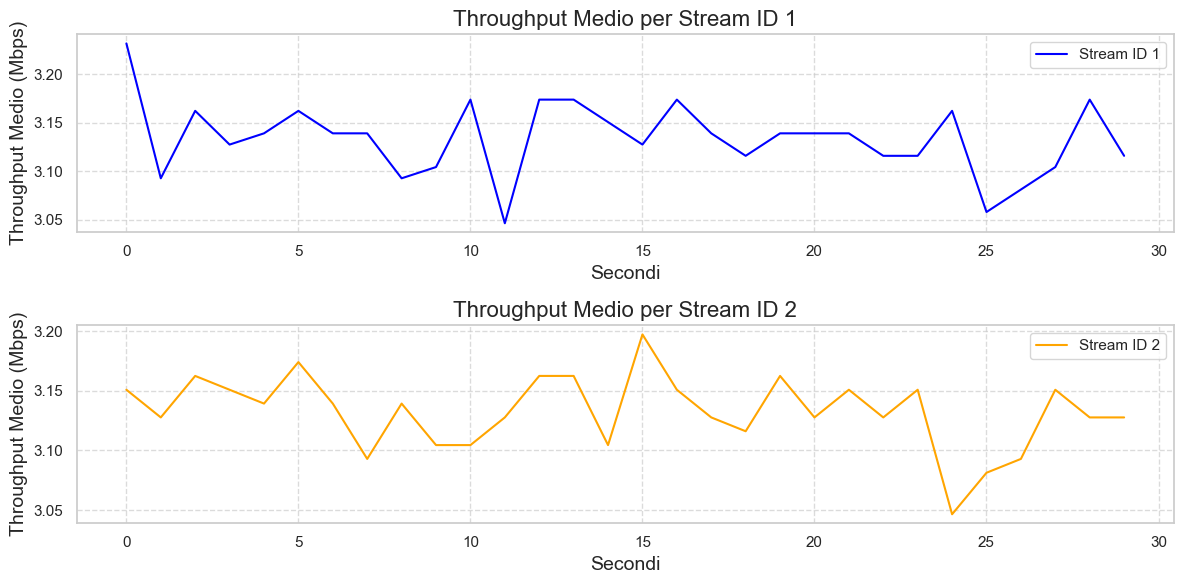 Throughput Medio per Stream ID 1
Throughput Medio (Mbps)
3.20
3.15
3.10
3.05
Stream ID 1
0 5 10 15 20 25 30
Secondi
Throughput Medio per Stream ID 2
Throughput Medio (Mbps)
3.20
3.15
3.10
3.05
Stream ID 2
0 5 10 15 20 25 30
Secondi